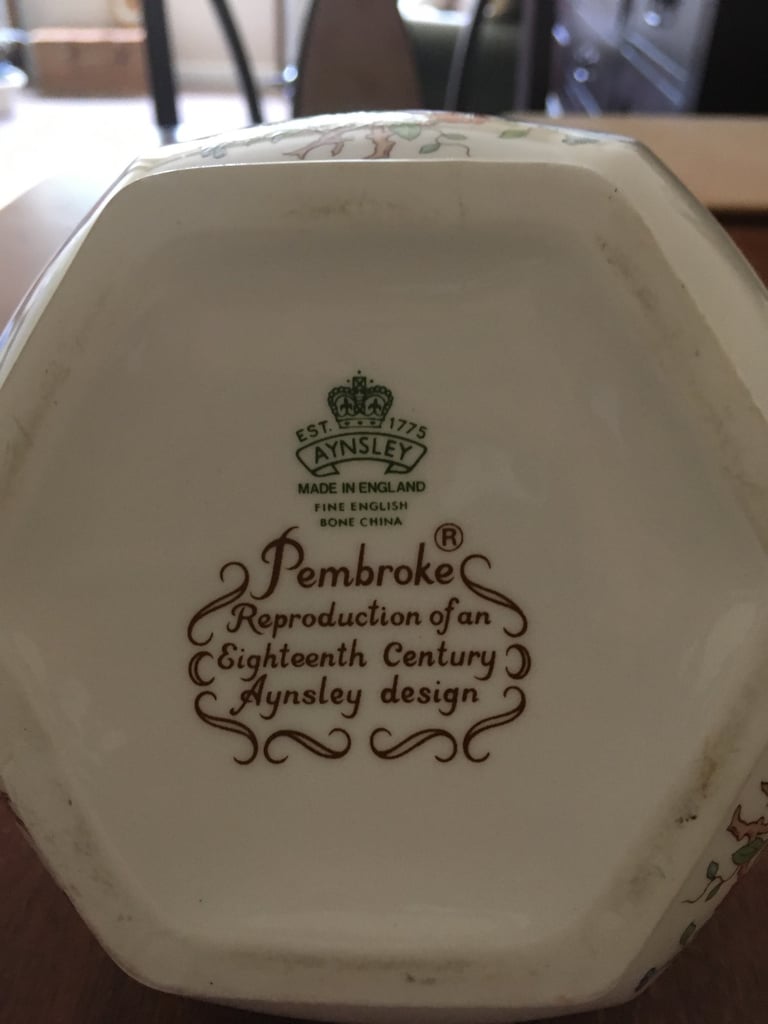 EST. 1775
AYNSLEY
MADE IN ENGLAND
FINE ENGLISH
BONE CHINA
Pembroke®
Reproduction of an
Eighteenth Century
Aynsley design